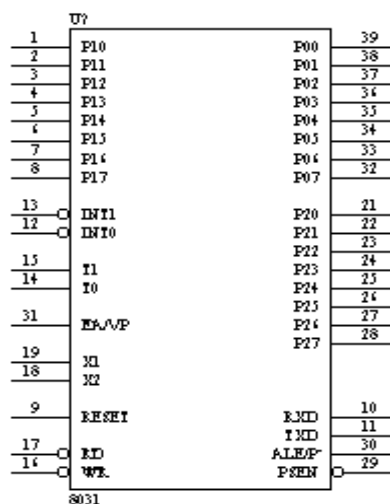 U?
1 P10 P00 39
2 P11 P01 38
3 P12 P02 37
4 P13 P03 36
5 P14 P04 35
6 P15 P05 34
7 P16 P06 33
8 P17 P07 32
13 INT1 P20 21
12 INT0 P21 22
P22 23
15 T1 P23 24
14 T0 P24 25
P25 26
31 EA/VP P26 27
P27 28
19 X1
18 X2
9 RESET RXD 10
TXD 11
17 RD ALE/P 30
16 WR PSEN 29
8031